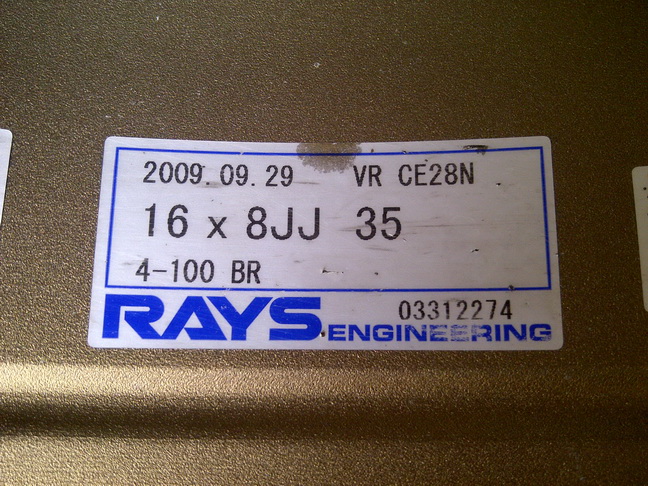 2009. 09. 29 VR CE28N
16 x 8JJ 35
4-100 BR
RAYS ENGINEERING 03312274